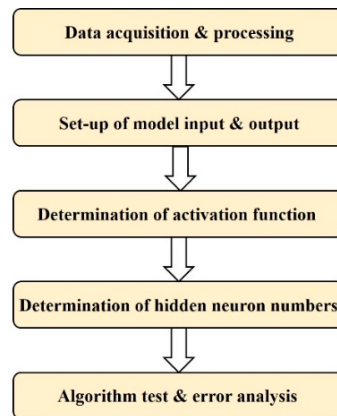 Data acquisition & processing
Set-up of model input & output
Determination of activation function
Determination of hidden neuron numbers
Algorithm test & error analysis